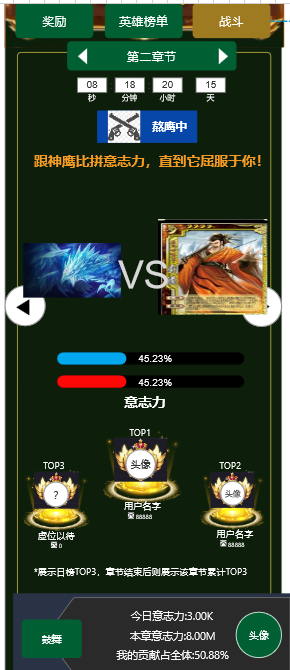 奖励 英雄榜单 战斗
第二章节
08 18 20 15
秒 分钟 小时 天
熬鹰中
跟神鹰比拼意志力，直到它屈服于你！
VS
45.23%
45.23%
意志力
TOP1
头像
用户名字
88888
TOP3 TOP2
? 头像
虚位以待 用户名字
0 88888
*展示日榜TOP3，章节结束后则展示该章节累计TOP3
今日意志力:3.00K
鼓舞 本章意志力:8.00M 头像
我的贡献占全体:50.88%